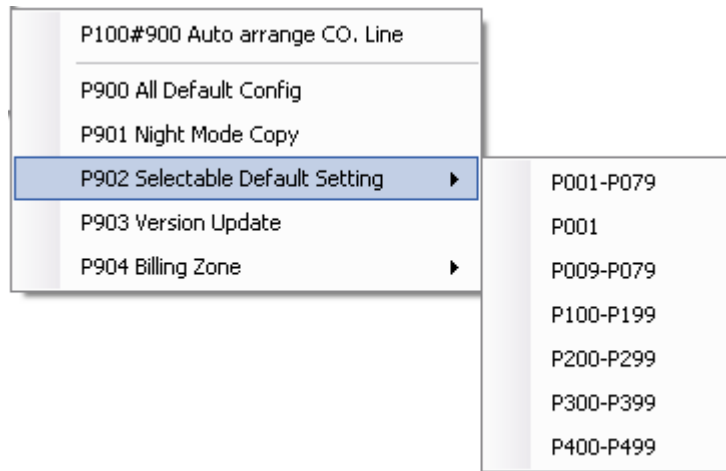 P100#900 Auto arrange CO. Line
P900 All Default Config
P901 Night Mode Copy
P902 Selectable Default Setting
P903 Version Update
P904 Billing Zone
P001-P079
P001
P009-P079
P100-P199
P200-P299
P300-P399
P400-P499